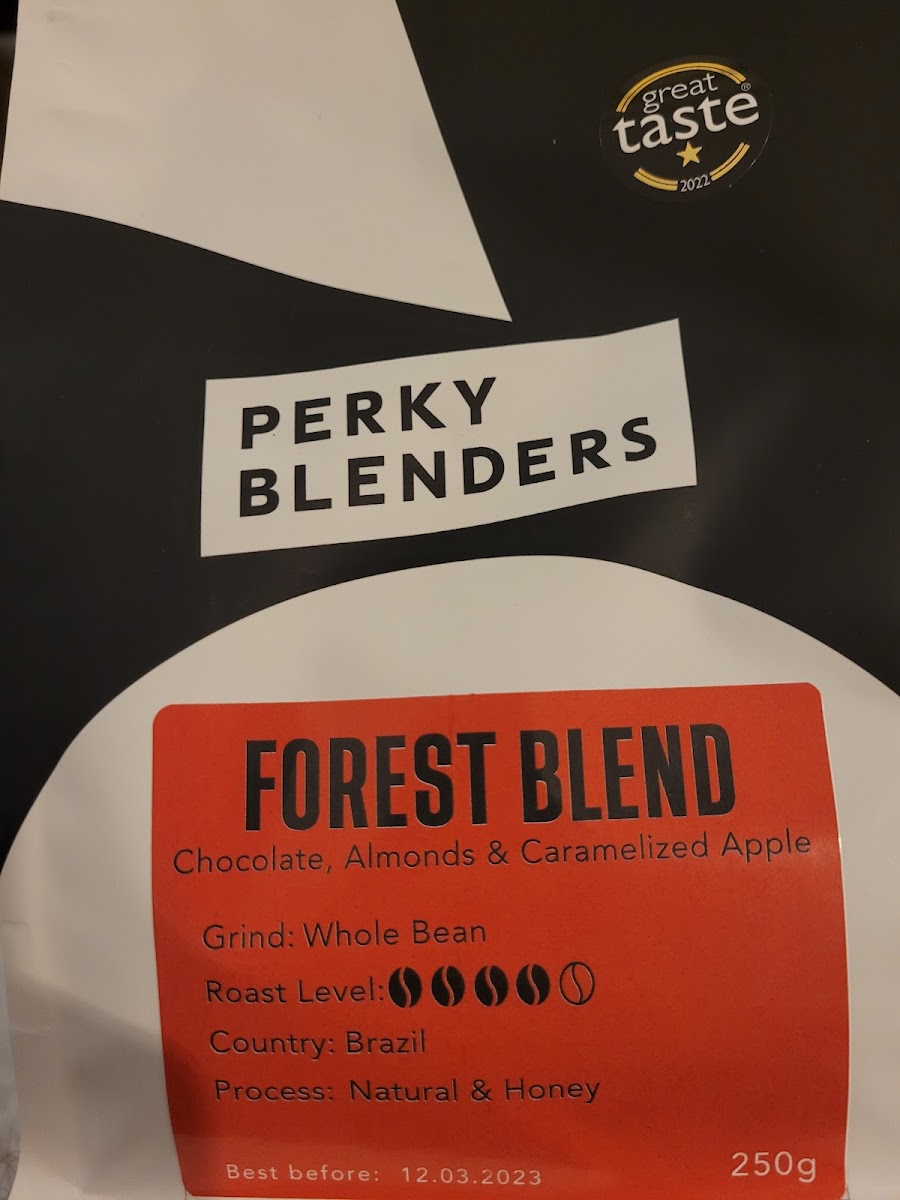 great
taste®
2022
PERKY
BLENDERS
FOREST BLEND
Chocolate, Almonds & Caramelized Apple
Grind: Whole Bean
Roast Level:
Country: Brazil
Process: Natural & Honey
Best before: 12.03.2023
250g